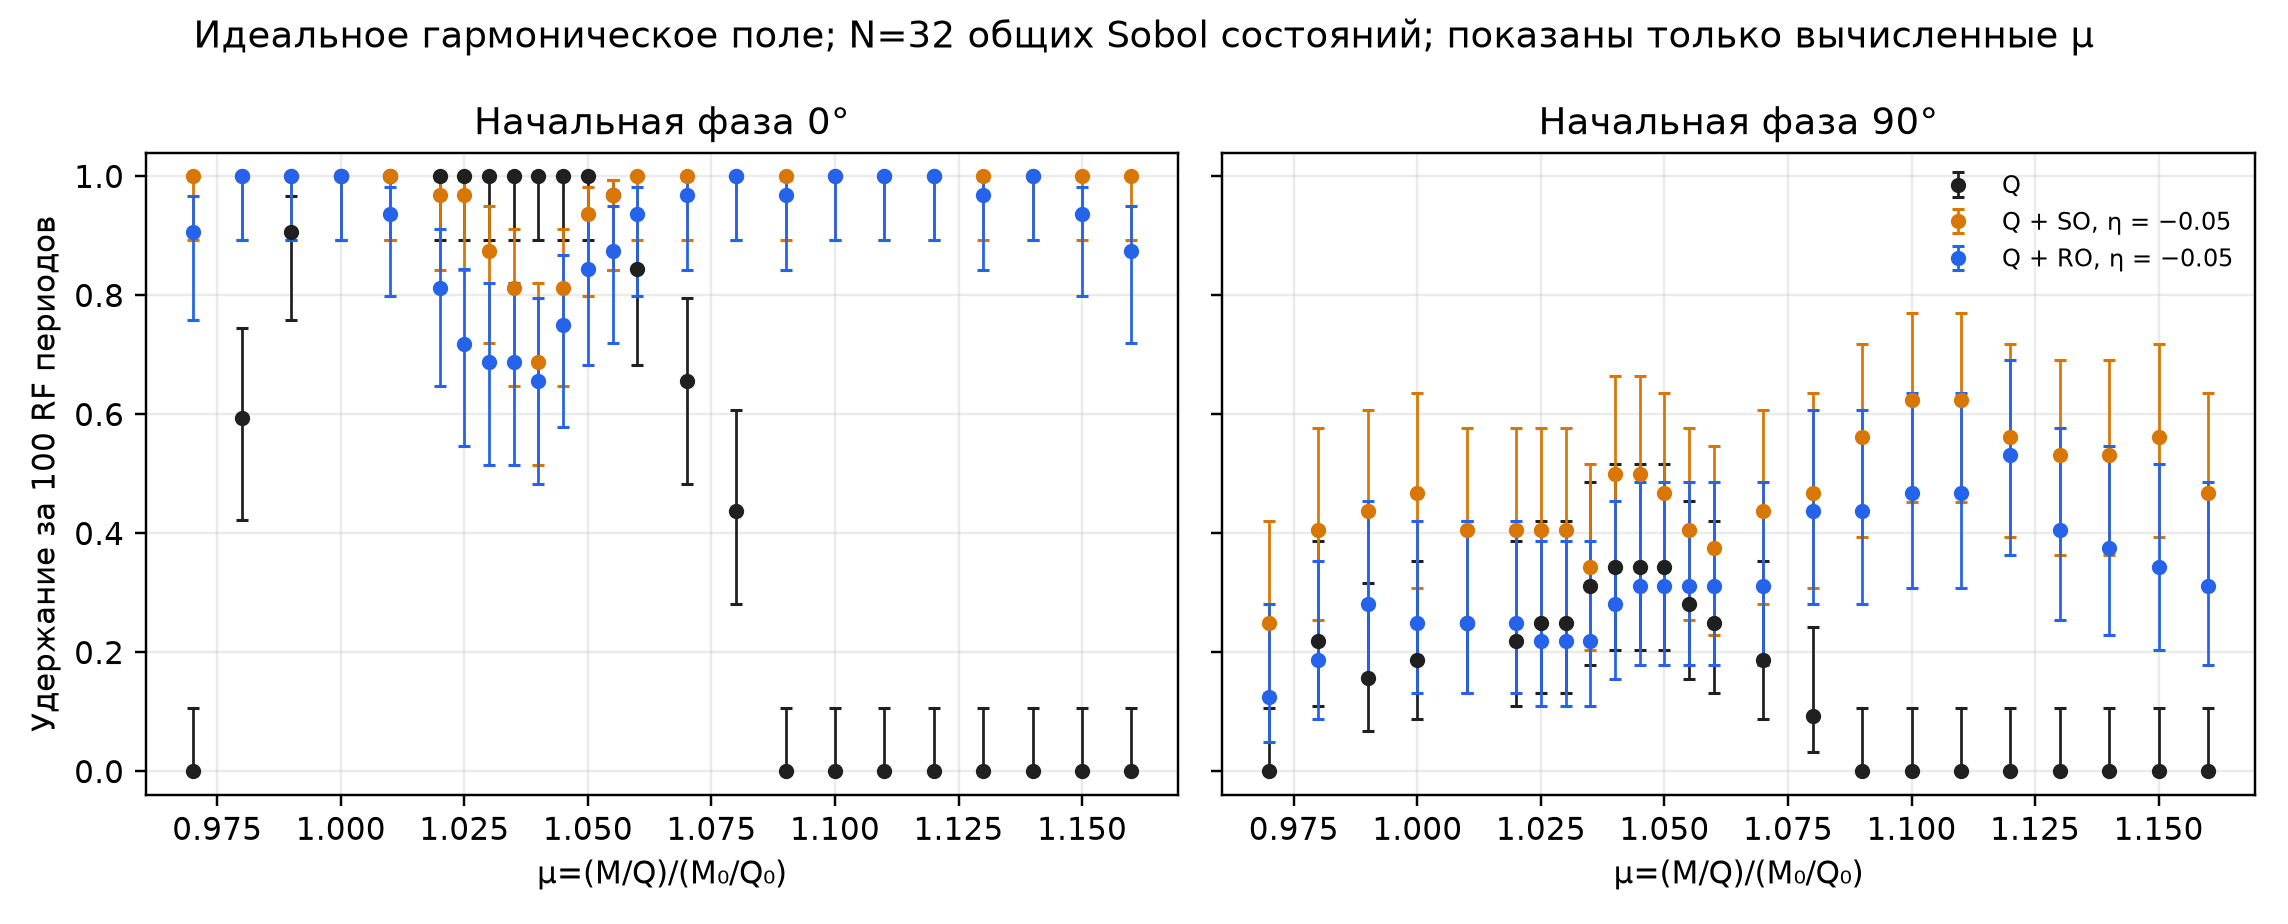 Идеальное гармоническое поле; N=32 общих Sobol состояний; показаны только вычисленные μ
Начальная фаза 0°
Удержание за 100 RF периодов
1.0
0.8
0.6
0.4
0.2
0.0
0.975 1.000 1.025 1.050 1.075 1.100 1.125 1.150
μ=(M/Q)/(M₀/Q₀)
Начальная фаза 90°
Q
Q + SO, η = −0.05
Q + RO, η = −0.05
0.975 1.000 1.025 1.050 1.075 1.100 1.125 1.150
μ=(M/Q)/(M₀/Q₀)